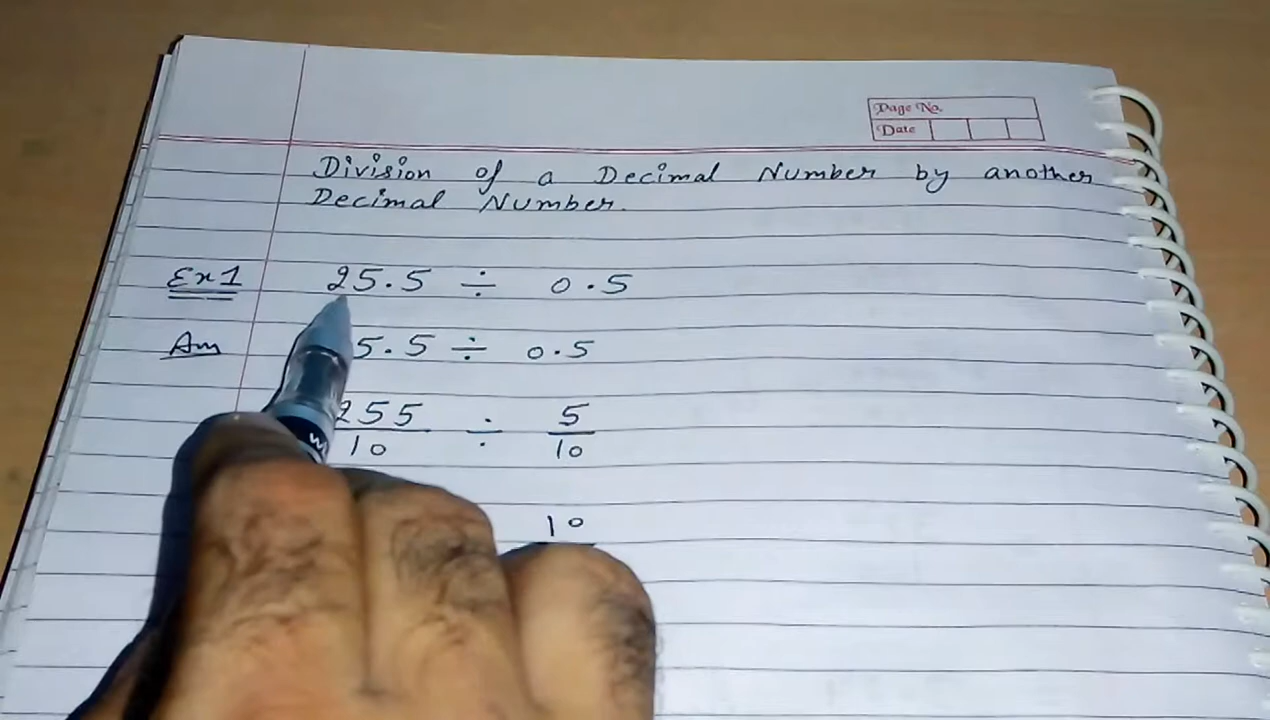 Page No.
Date
Division of a Decimal Number by another
Decimal Number.
Ex 1 25.5 ÷ 0.5
Ans 5.5 ÷ 0.5
255/10 ÷ 5/10
10